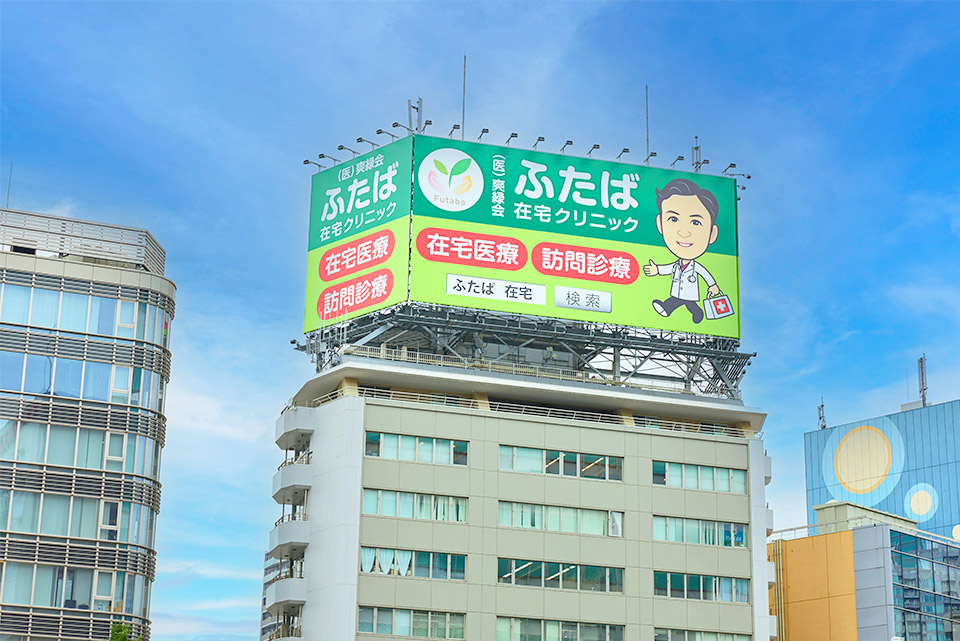 (医)爽緑会
ふたば
在宅クリニック
在宅医療
訪問診療
Futaba
(医)爽緑会
ふたば
在宅クリニック
在宅医療
訪問診療
ふたば 在宅
検索